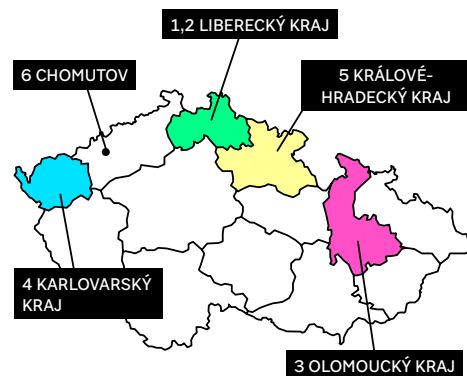 1,2 LIBERECKÝ KRAJ
6 CHOMUTOV
5 KRÁLOVÉ-
HRADECKÝ KRAJ
4 KARLOVARSKÝ
KRAJ
3 OLOMOUCKÝ KRAJ